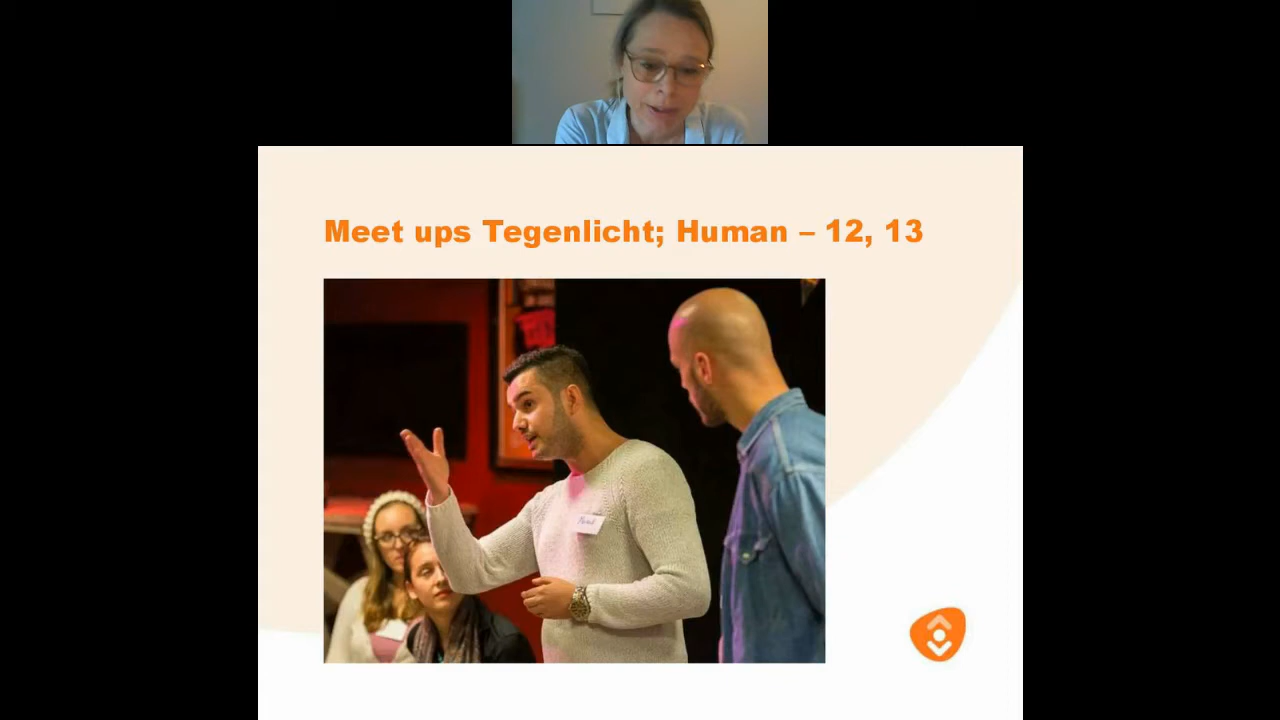 Meet ups Tegenlicht; Human – 12, 13